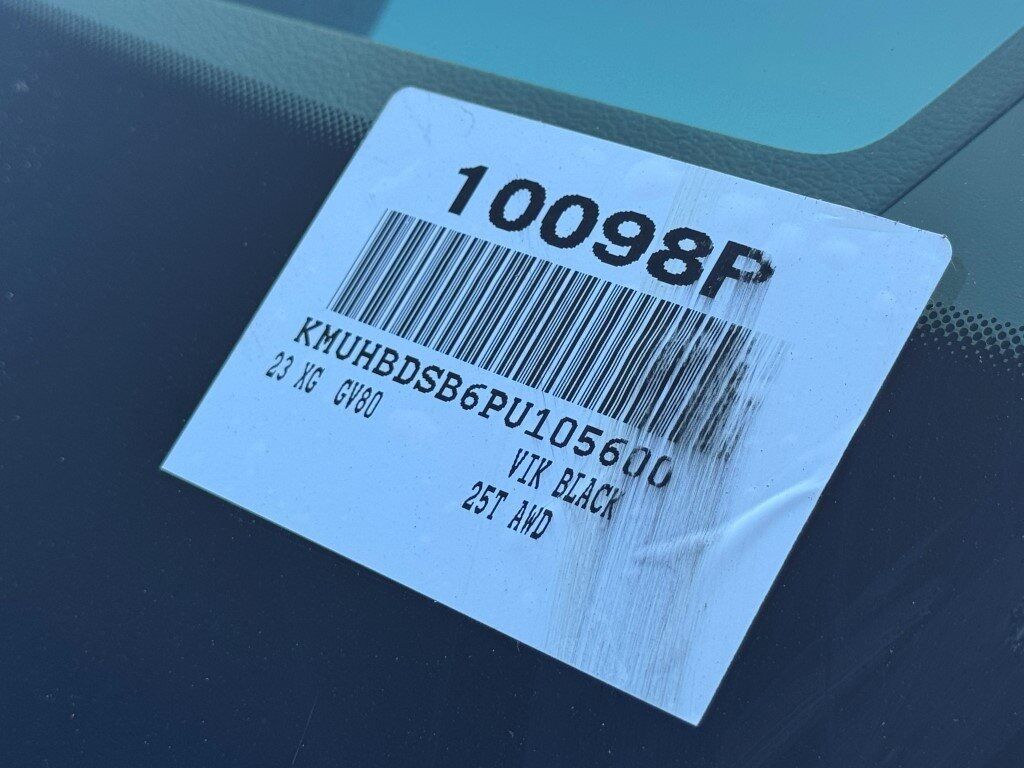 10098P
KMUHBDSB6PU105600
23 XG GV80
VIK BLACK
25T AWD